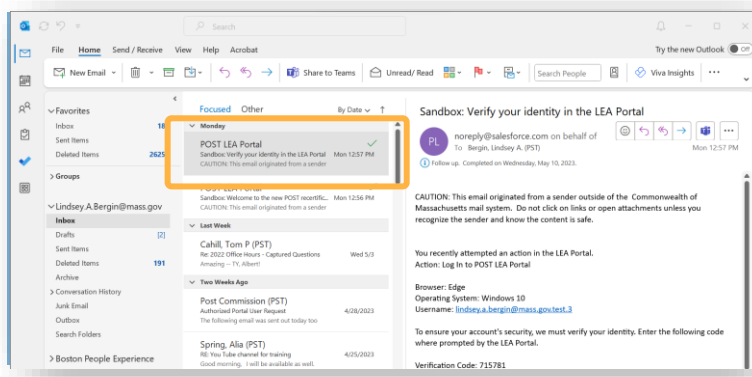 Search
File Home Send / Receive View Help Acrobat
Try the new Outlook Off
New Email
Share to Teams
Unread/ Read
Search People
Viva Insights
Favorites
Inbox 18
Sent Items
Deleted Items 2625
Groups
Lindsey.A.Bergin@mass.gov
Inbox
Drafts [2]
Sent Items
Deleted Items 191
Archive
Conversation History
Junk Email
Outbox
Search Folders
Boston People Experience
Focused Other By Date
Monday
POST LEA Portal
Sandbox: Verify your identity in the LEA Portal Mon 12:57 PM
CAUTION: This email originated from a sender
POST LEA Portal
Sandbox: Welcome to the new POST recertific... Mon 12:56 PM
CAUTION: This email originated from a sender
Last Week
Cahill, Tom P (PST)
Re: 2022 Office Hours - Captured Questions Wed 5/3
Amazing -- TY, Albert!
Two Weeks Ago
Post Commission (PST)
Authorized Portal User Request 4/28/2023
The following email was sent out today too
Spring, Alia (PST)
RE: You Tube channel for training 4/25/2023
Good morning, I will be available as well.
Sandbox: Verify your identity in the LEA Portal
PL
noreply@salesforce.com on behalf of
To Bergin, Lindsey A. (PST)
Mon 12:57 PM
Follow up. Completed on Wednesday, May 10, 2023.
CAUTION: This email originated from a sender outside of the Commonwealth of
Massachusetts mail system. Do not click on links or open attachments unless you
recognize the sender and know the content is safe.
You recently attempted an action in the LEA Portal.
Action: Log In to POST LEA Portal
Browser: Edge
Operating System: Windows 10
Username: lindsey.a.bergin@mass.gov.test.3
To ensure your account's security, we must verify your identity. Enter the following code
where prompted by the LEA Portal.
Verification Code: 715781